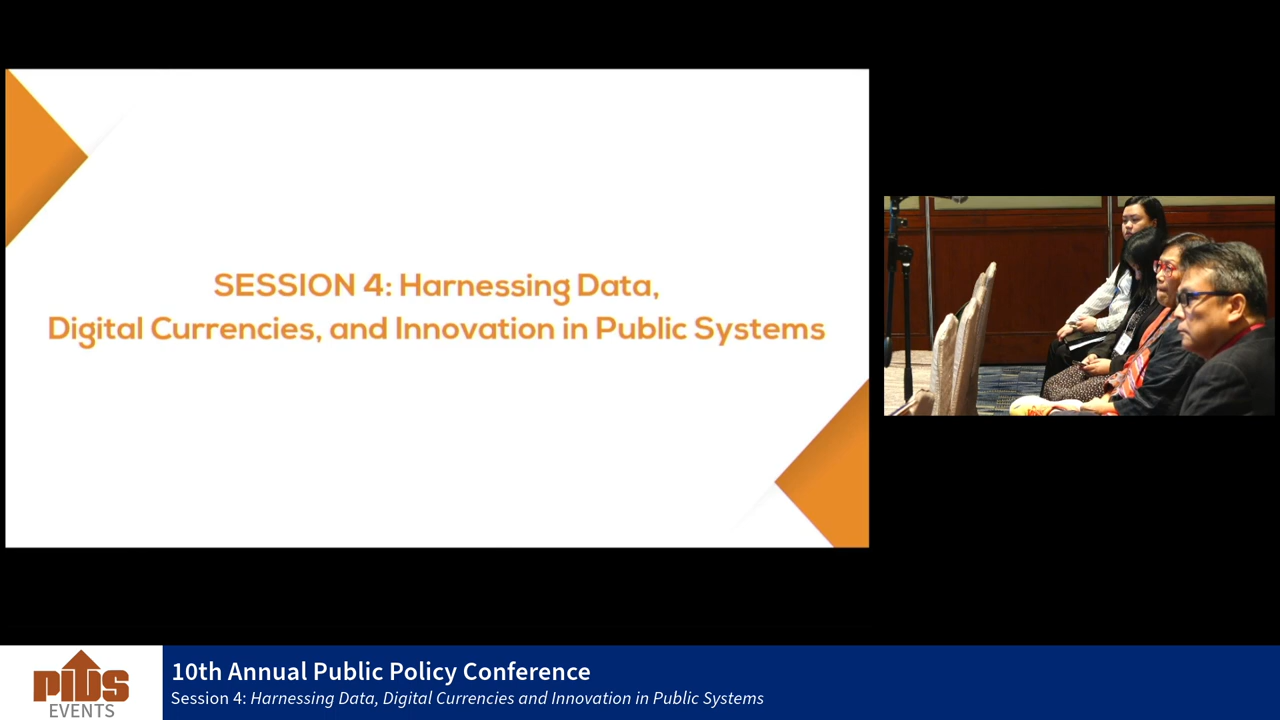 SESSION 4: Harnessing Data,
Digital Currencies, and Innovation in Public Systems
PIDS
EVENTS
10th Annual Public Policy Conference
Session 4: Harnessing Data, Digital Currencies and Innovation in Public Systems